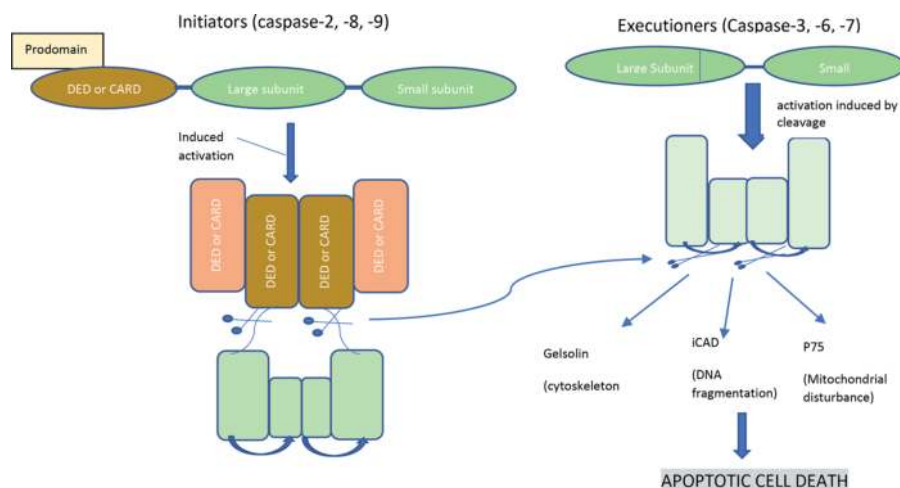 Initiators (caspase-2, -8, -9)
Prodomain
DED or CARD
Large subunit
Small subunit
Induced
activation
DED or CARD
DED or CARD
DED or CARD
DED or CARD
Executioners (Caspase-3, -6, -7)
Laree Subunit
Small
activation induced by
cleavage
Gelsolin
(cytoskeleton
iCAD
(DNA
fragmentation)
P75
(Mitochondrial
disturbance)
APOPTOTIC CELL DEATH